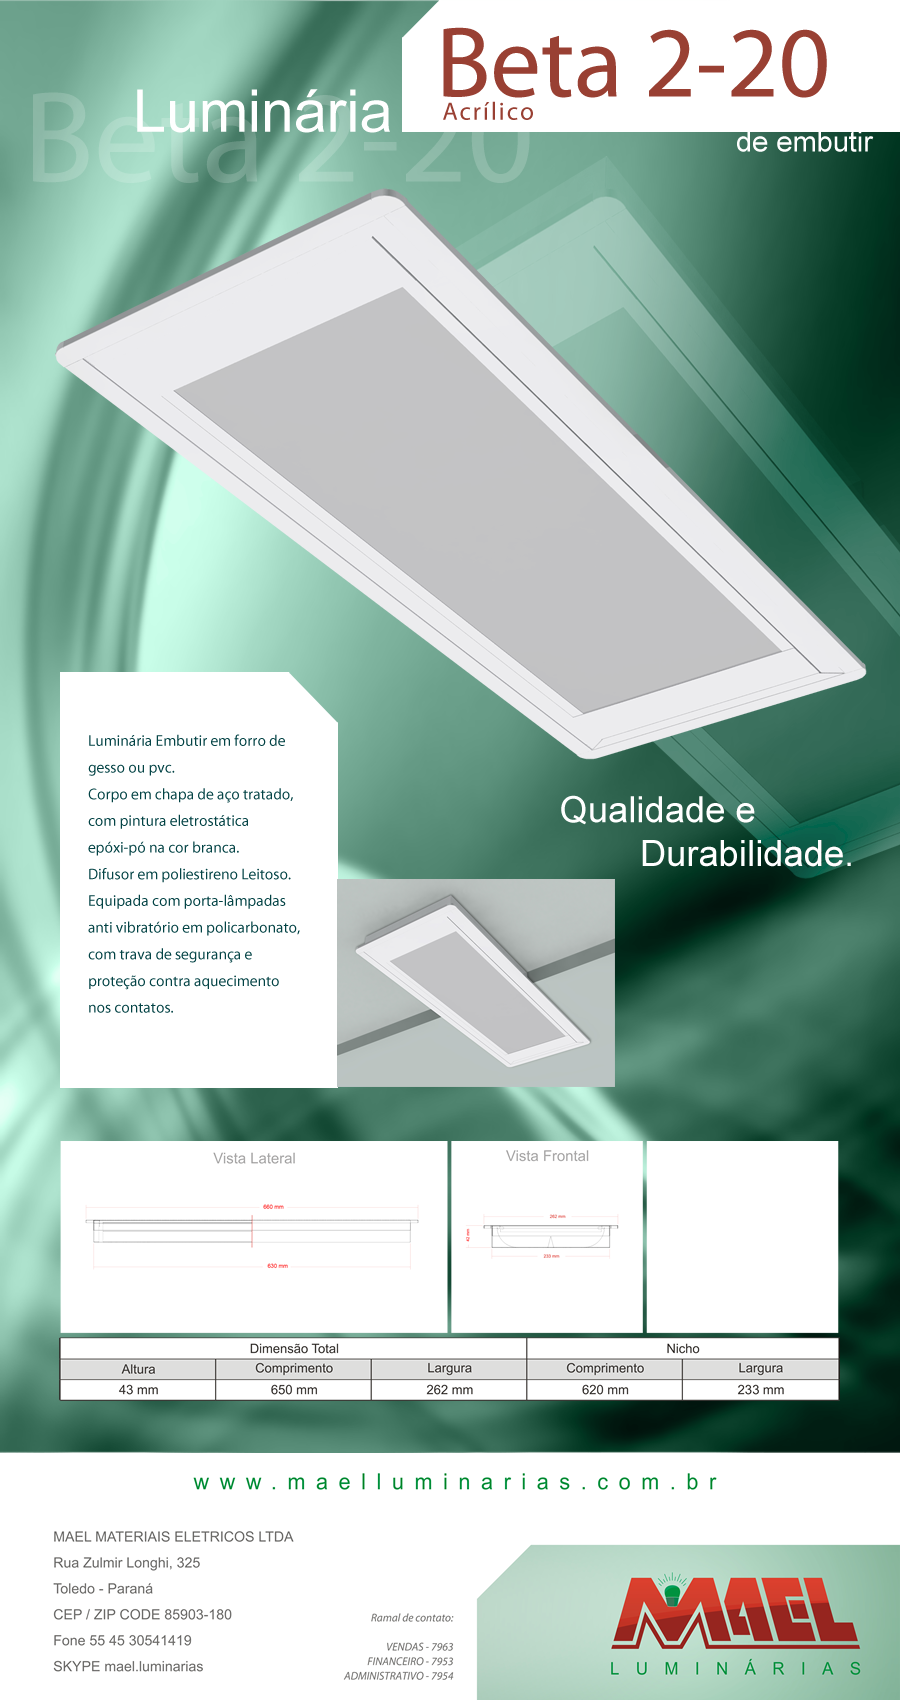 Beta 2-20
Acrílico
Luminária
Beta 2-20
de embutir
Luminária Embutir em forro de
gesso ou pvc.
Corpo em chapa de aço tratado,
com pintura eletrostática
epóxi-pó na cor branca.
Difusor em poliestireno Leitoso.
Equipada com porta-lâmpadas
anti vibratório em policarbonato,
com trava de segurança e
proteção contra aquecimento
nos contatos.
Qualidade e
Durabilidade.
Vista Lateral
660 mm
630 mm
Vista Frontal
262 mm
42 mm
233 mm
Dimensão Total Nicho
Altura Comprimento Largura Comprimento Largura
43 mm 650 mm 262 mm 620 mm 233 mm
www.maelluminarias.com.br
MAEL MATERIAIS ELETRICOS LTDA
Rua Zulmir Longhi, 325
Toledo - Paraná
CEP / ZIP CODE 85903-180
Fone 55 45 30541419
SKYPE mael.luminarias
Ramal de contato:
VENDAS - 7963
FINANCEIRO - 7953
ADMINISTRATIVO - 7954
MAEL
LUMINÁRIAS